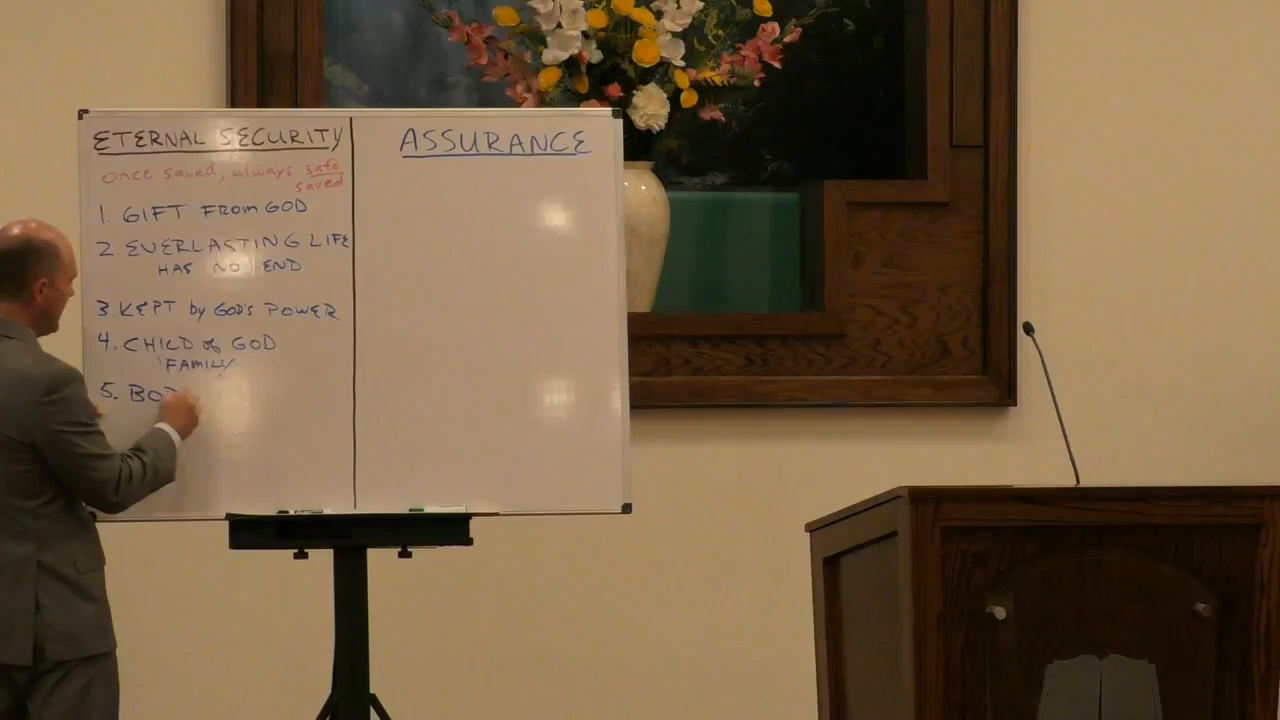 ETERNAL SECURITY
once saved, always safe
saved
1. GIFT FROM GOD
2. EVERLASTING LIFE
HAS NO END
3. KEPT by GOD'S POWER
4. CHILD of GOD
FAMILY
5. BOD
ASSURANCE